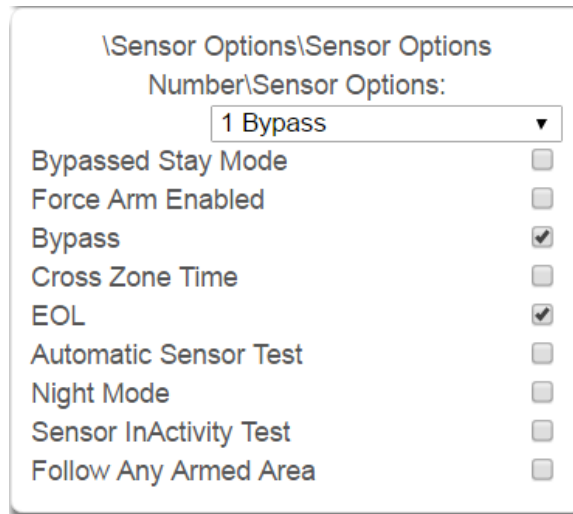 \Sensor Options\Sensor Options
Number\Sensor Options:
1 Bypass
Bypassed Stay Mode
Force Arm Enabled
Bypass
Cross Zone Time
EOL
Automatic Sensor Test
Night Mode
Sensor InActivity Test
Follow Any Armed Area